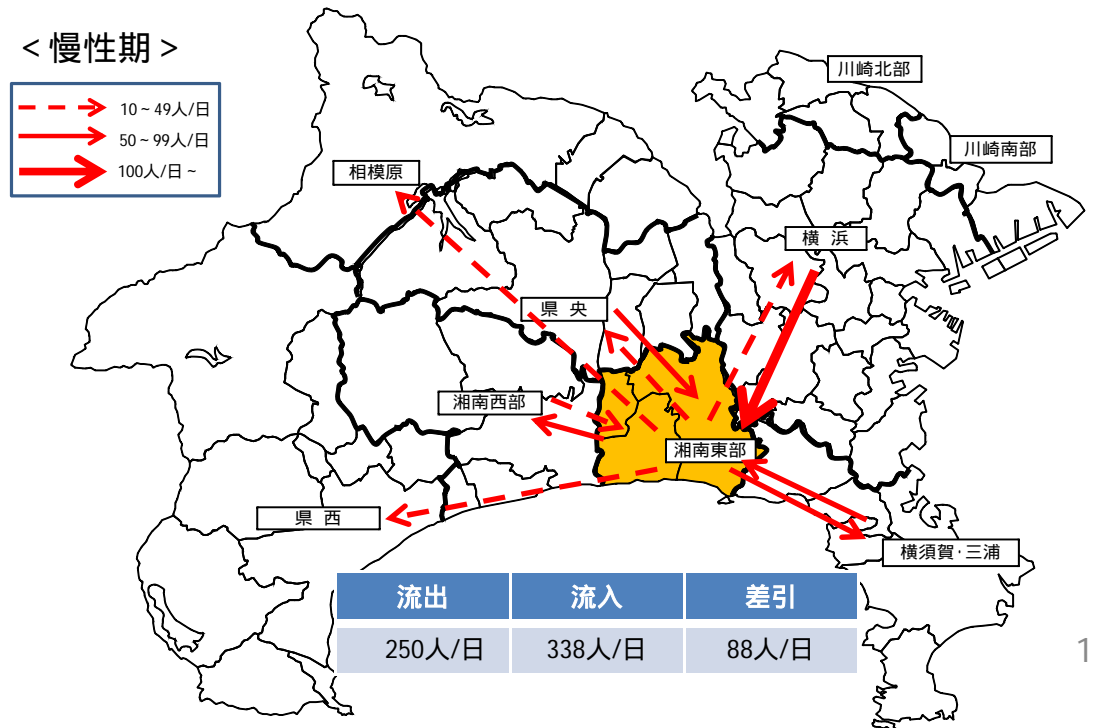 ＜慢性期＞
10～49人/日
50～99人/日
100人/日～
川崎北部
川崎南部
相模原
横 浜
県 央
湘南西部
湘南東部
県 西
横須賀･三浦
流出 流入 差引
250人/日 338人/日 88人/日
1